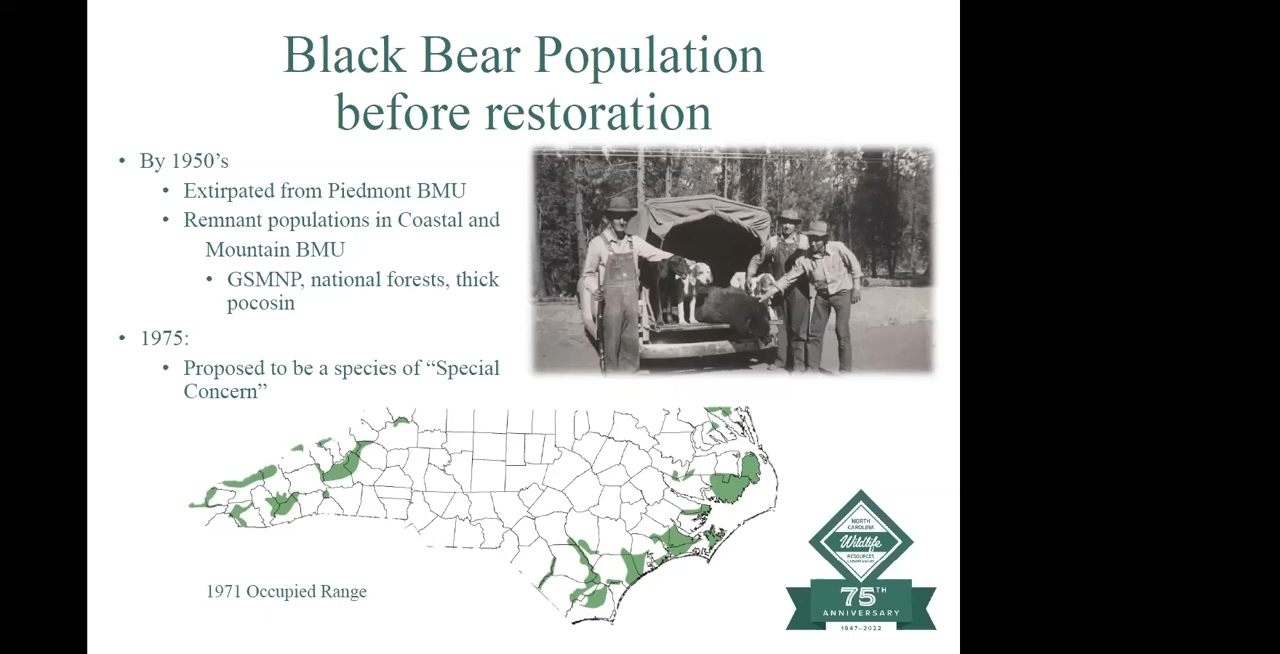 Black Bear Population
before restoration
• By 1950’s
• Extirpated from Piedmont BMU
• Remnant populations in Coastal and
Mountain BMU
• GSMNP, national forests, thick
pocosin
• 1975:
• Proposed to be a species of “Special
Concern”
1971 Occupied Range
NORTH
CAROLINA
Wildlife
RESOURCES
COMMISSION
75TH
ANNIVERSARY
1947–2022